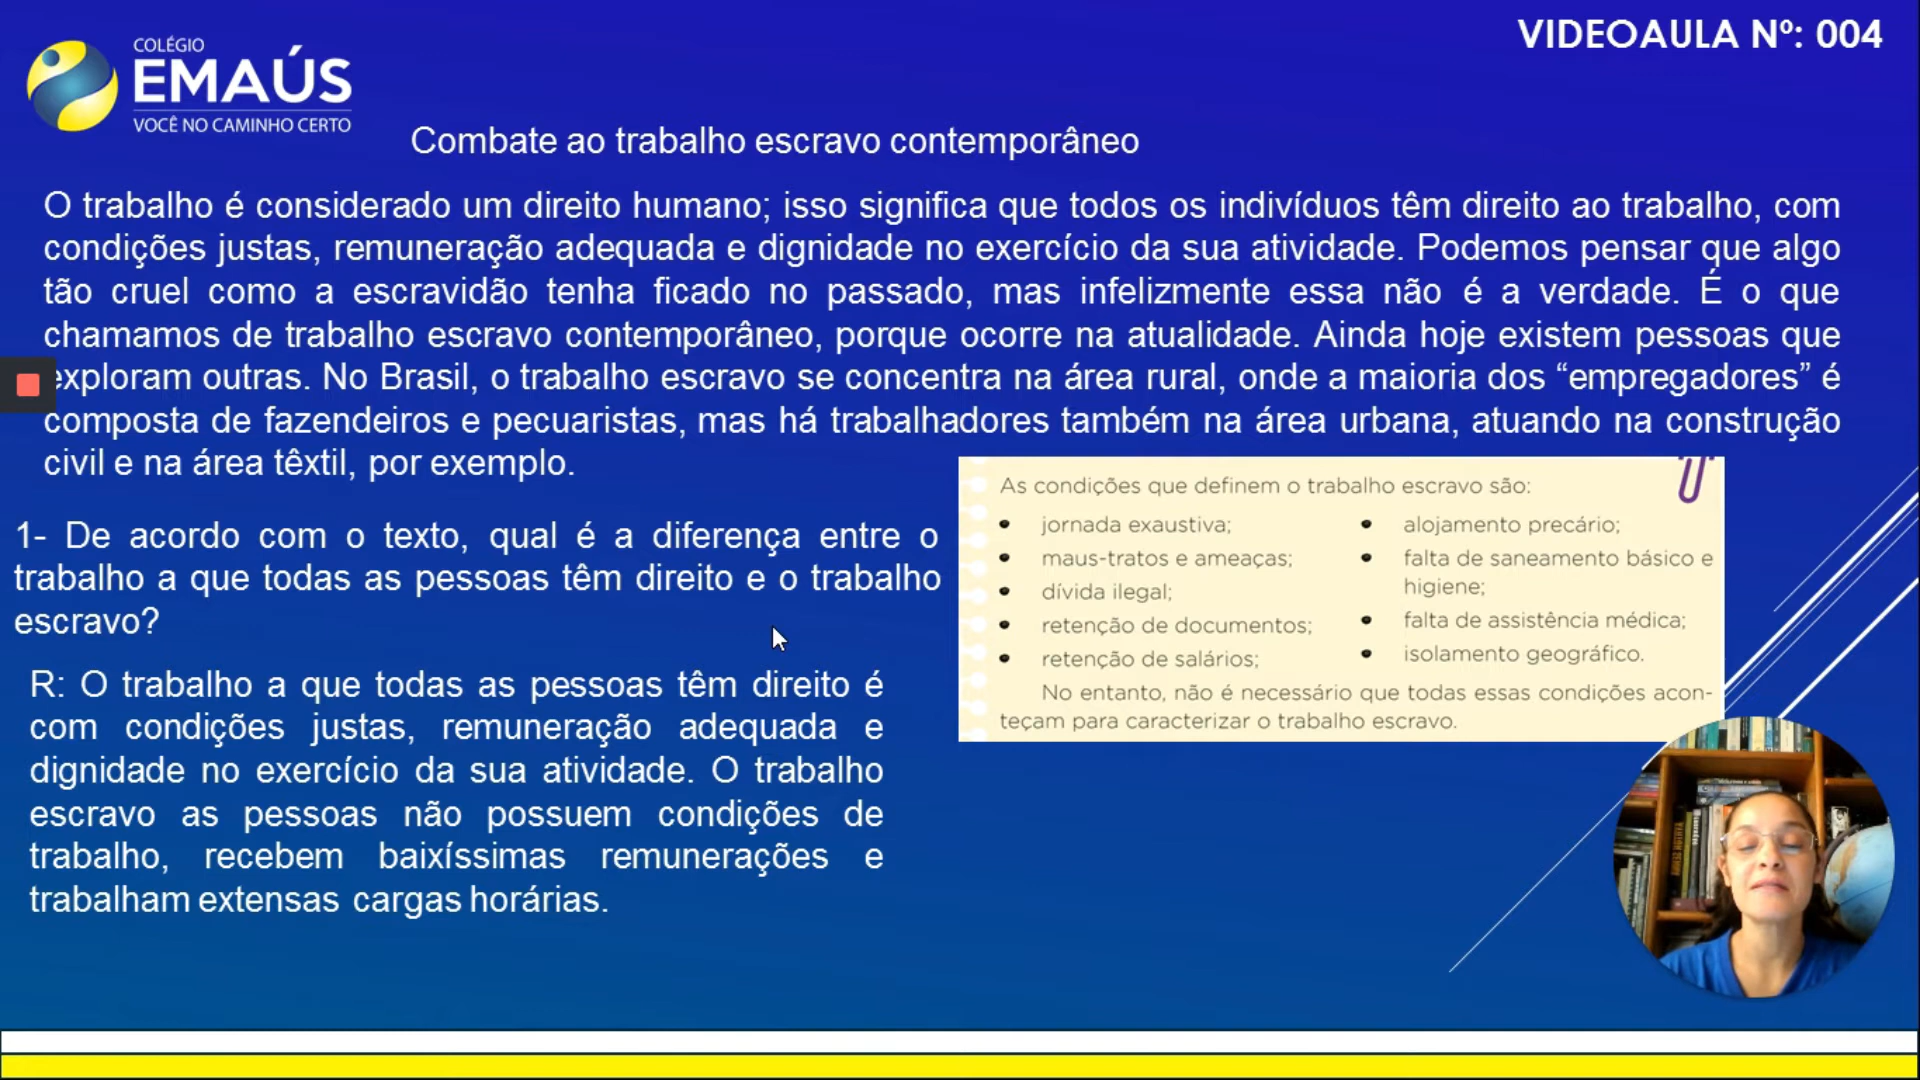 COLÉGIO
EMAÚS
VOCÊ NO CAMINHO CERTO
VIDEOAULA Nº: 004
Combate ao trabalho escravo contemporâneo
O trabalho é considerado um direito humano; isso significa que todos os indivíduos têm direito ao trabalho, com
condições justas, remuneração adequada e dignidade no exercício da sua atividade. Podemos pensar que algo
tão cruel como a escravidão tenha ficado no passado, mas infelizmente essa não é a verdade. É o que
chamamos de trabalho escravo contemporâneo, porque ocorre na atualidade. Ainda hoje existem pessoas que
exploram outras. No Brasil, o trabalho escravo se concentra na área rural, onde a maioria dos “empregadores” é
composta de fazendeiros e pecuaristas, mas há trabalhadores também na área urbana, atuando na construção
civil e na área têxtil, por exemplo.
1- De acordo com o texto, qual é a diferença entre o
trabalho a que todas as pessoas têm direito e o trabalho
escravo?
R: O trabalho a que todas as pessoas têm direito é
com condições justas, remuneração adequada e
dignidade no exercício da sua atividade. O trabalho
escravo as pessoas não possuem condições de
trabalho, recebem baixíssimas remunerações e
trabalham extensas cargas horárias.
As condições que definem o trabalho escravo são:
• jornada exaustiva;
• maus-tratos e ameaças;
• dívida ilegal;
• retenção de documentos;
• retenção de salários;
• alojamento precário;
• falta de saneamento básico e
higiene;
• falta de assistência médica;
• isolamento geográfico.
No entanto, não é necessário que todas essas condições acon-
teçam para caracterizar o trabalho escravo.